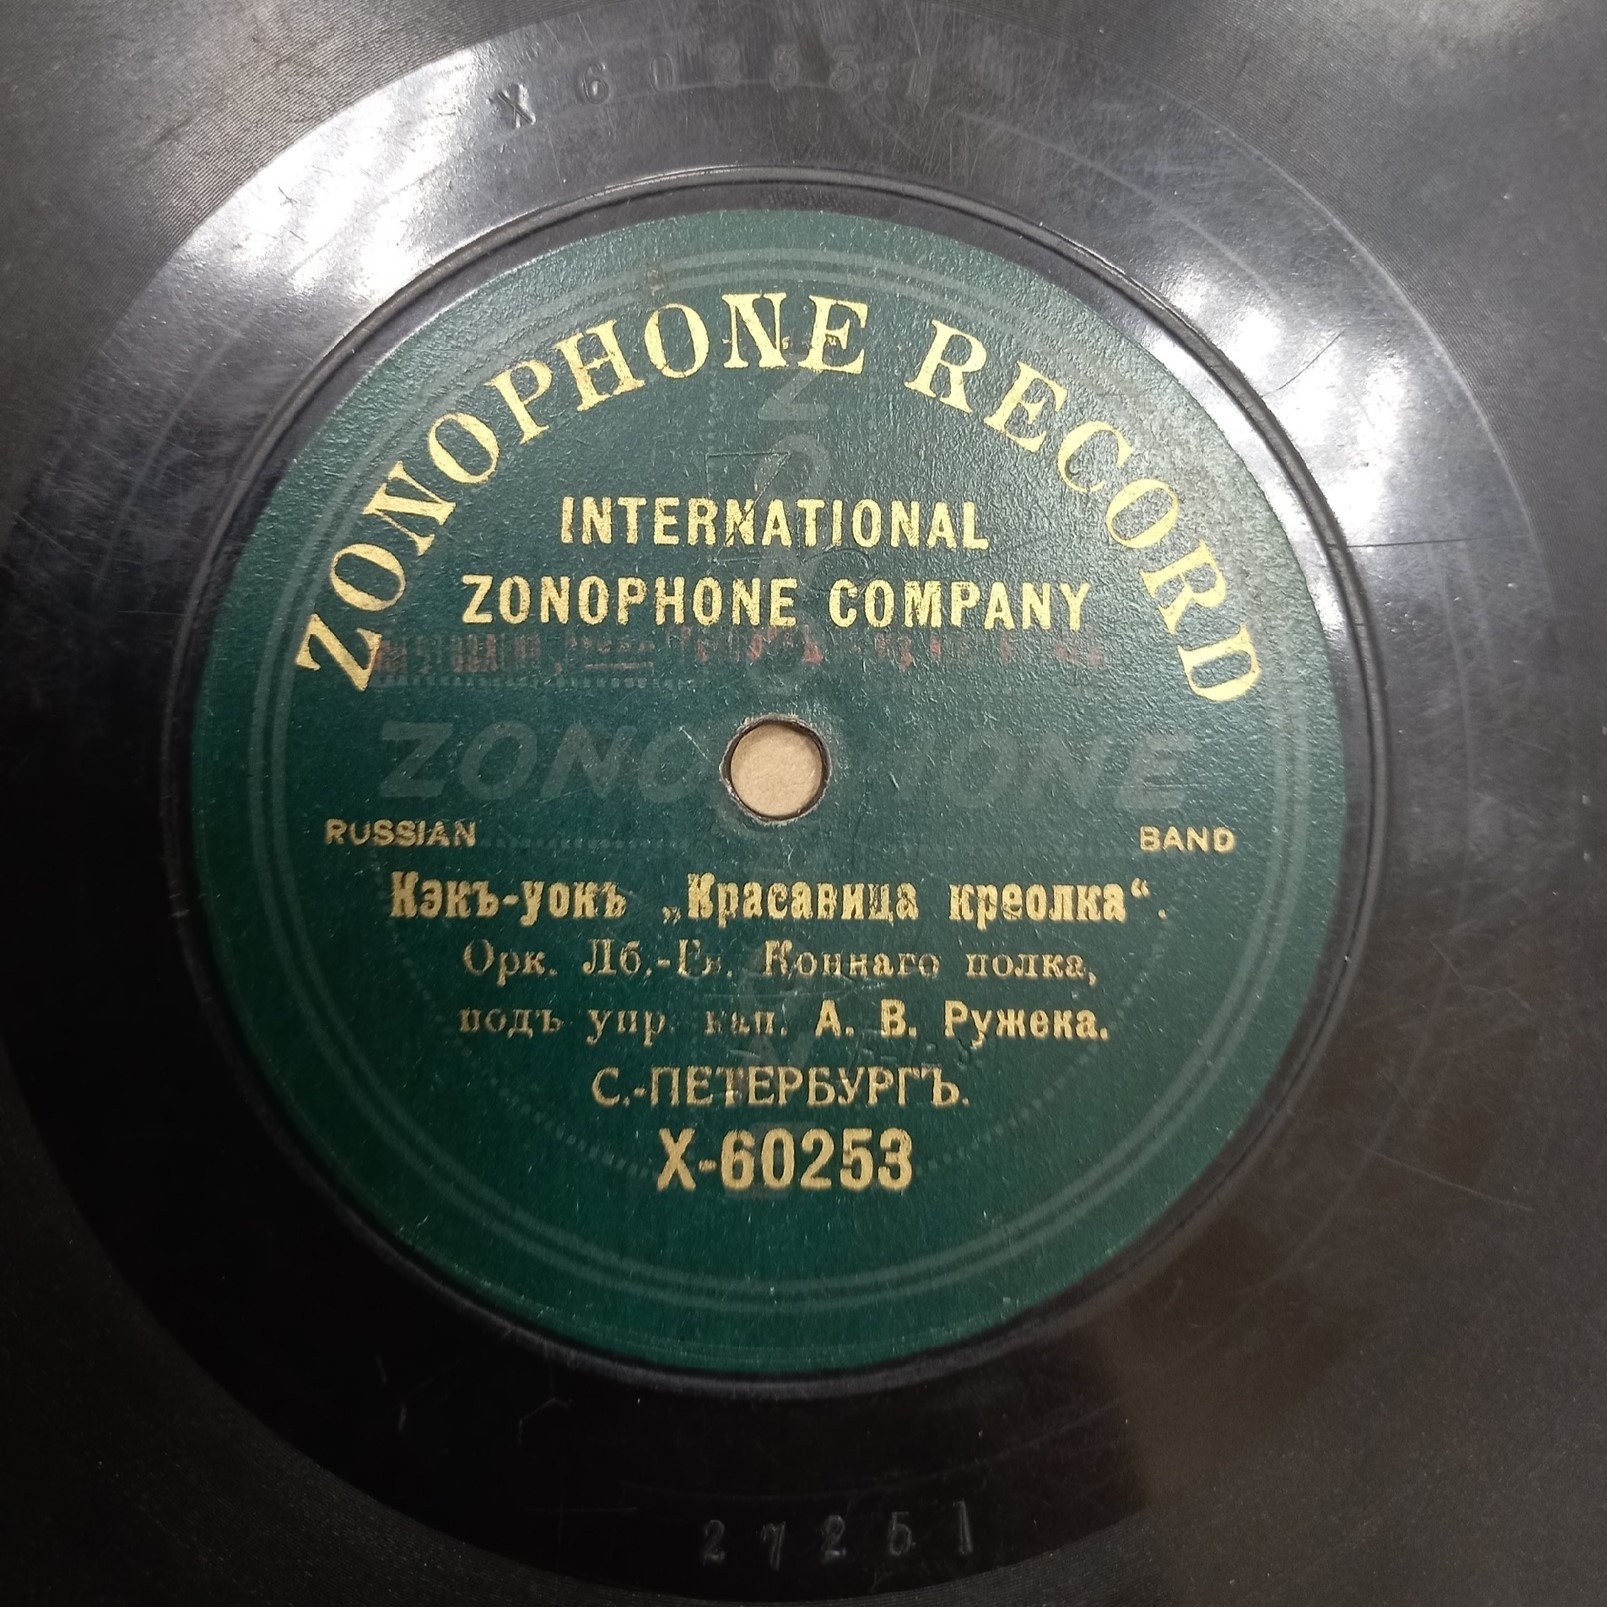 X 60253
ZONOPHONE RECORD
INTERNATIONAL
ZONOPHONE COMPANY
ZONOPHONE
RUSSIAN BAND
Кэкъ-уокъ „Красавица креолка“.
Орк. Лб.-Гв. Коннаго полка,
подъ упр. кап. А. В. Ружека.
С.-ПЕТЕРБУРГЪ.
X-60253
27251